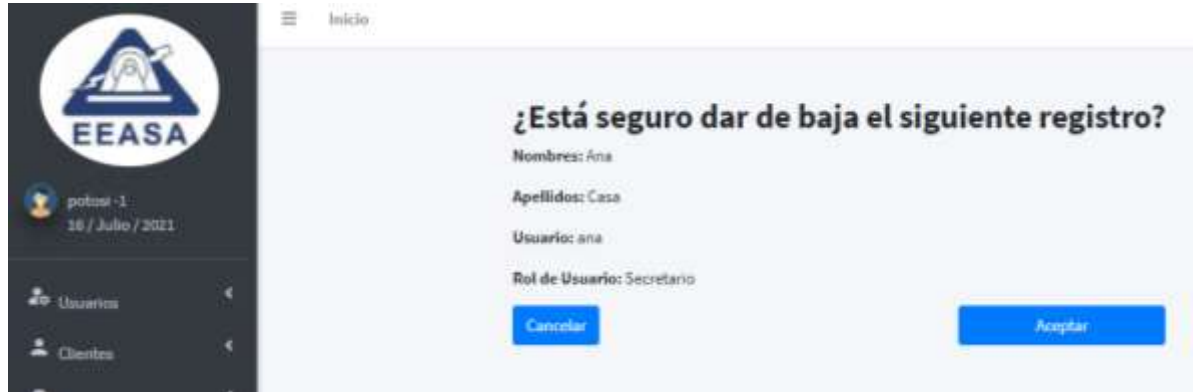 Inicio
EEASA
potosi -1
16 / Julio / 2021
Usuarios
Clientes
¿Está seguro dar de baja el siguiente registro?
Nombres: Ana
Apellidos: Casa
Usuario: ana
Rol de Usuario: Secretario
Cancelar
Aceptar